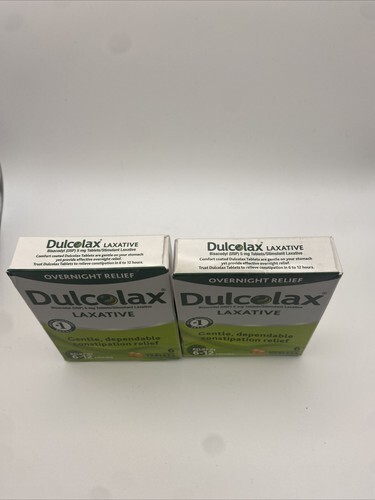 Dulcolax LAXATIVE
Bisacodyl (USP) 5 mg Tablets/Stimulant Laxative
Comfort coated Dulcolax Tablets are gentle on your stomach
yet provide effective overnight relief
Trust Dulcolax Tablets to relieve constipation in 6 to 12 hours
OVERNIGHT RELIEF
Dulcolax
LAXATIVE
#1
Gentle, dependable
constipation relief
Dulcolax LAXATIVE
Bisacodyl (USP) 5 mg Tablets/Stimulant Laxative
Comfort coated Dulcolax Tablets are gentle on your stomach
yet provide effective overnight relief
Trust Dulcolax Tablets to relieve constipation in 6 to 12 hours
OVERNIGHT RELIEF
Dulcolax
LAXATIVE
#1
Gentle, dependable
constipation relief